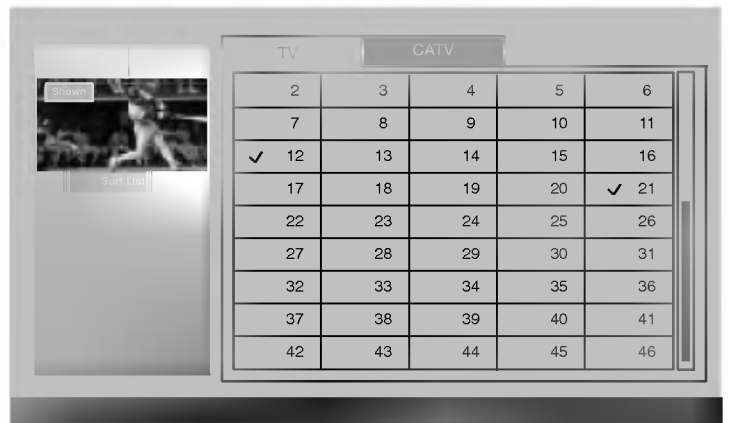 TV CATV
Shown
Surf List
2 3 4 5 6
7 8 9 10 11
✓ 12 13 14 15 16
17 18 19 20 ✓ 21
22 23 24 25 26
27 28 29 30 31
32 33 34 35 36
37 38 39 40 41
42 43 44 45 46